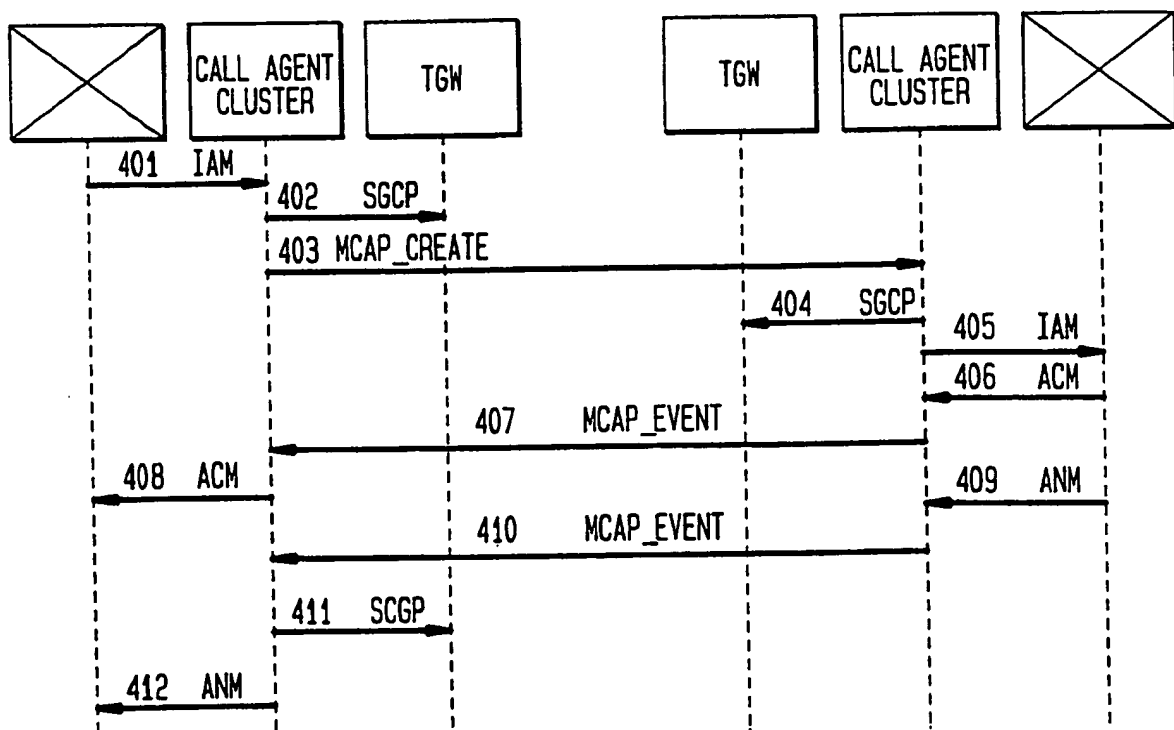 CALL AGENT
CLUSTER
TGW
TGW
CALL AGENT
CLUSTER
401 IAM
402 SGCP
403 MCAP_CREATE
404 SGCP
405 IAM
406 ACM
407 MCAP_EVENT
408 ACM
409 ANM
410 MCAP_EVENT
411 SCGP
412 ANM